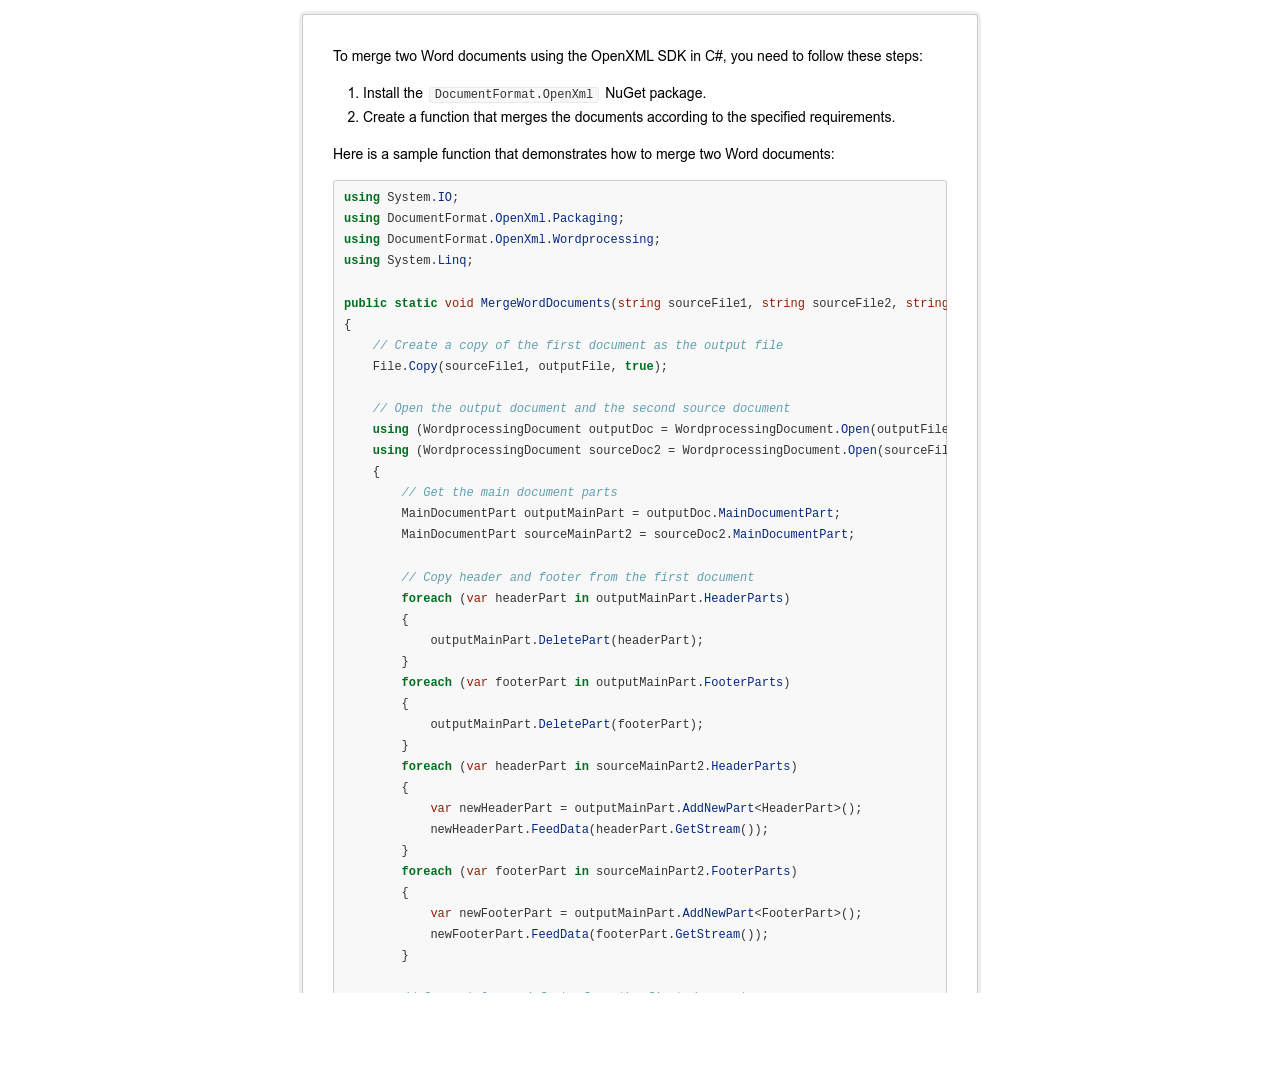 To merge two Word documents using the OpenXML SDK in C#, you need to follow these steps:
1. Install the DocumentFormat.OpenXml NuGet package.
2. Create a function that merges the documents according to the specified requirements.
Here is a sample function that demonstrates how to merge two Word documents:
using System.IO;
using DocumentFormat.OpenXml.Packaging;
using DocumentFormat.OpenXml.Wordprocessing;
using System.Linq;
public static void MergeWordDocuments(string sourceFile1, string sourceFile2, string
{
    // Create a copy of the first document as the output file
    File.Copy(sourceFile1, outputFile, true);
    // Open the output document and the second source document
    using (WordprocessingDocument outputDoc = WordprocessingDocument.Open(outputFile
    using (WordprocessingDocument sourceDoc2 = WordprocessingDocument.Open(sourceFil
    {
        // Get the main document parts
        MainDocumentPart outputMainPart = outputDoc.MainDocumentPart;
        MainDocumentPart sourceMainPart2 = sourceDoc2.MainDocumentPart;
        // Copy header and footer from the first document
        foreach (var headerPart in outputMainPart.HeaderParts)
        {
            outputMainPart.DeletePart(headerPart);
        }
        foreach (var footerPart in outputMainPart.FooterParts)
        {
            outputMainPart.DeletePart(footerPart);
        }
        foreach (var headerPart in sourceMainPart2.HeaderParts)
        {
            var newHeaderPart = outputMainPart.AddNewPart<HeaderPart>();
            newHeaderPart.FeedData(headerPart.GetStream());
        }
        foreach (var footerPart in sourceMainPart2.FooterParts)
        {
            var newFooterPart = outputMainPart.AddNewPart<FooterPart>();
            newFooterPart.FeedData(footerPart.GetStream());
        }